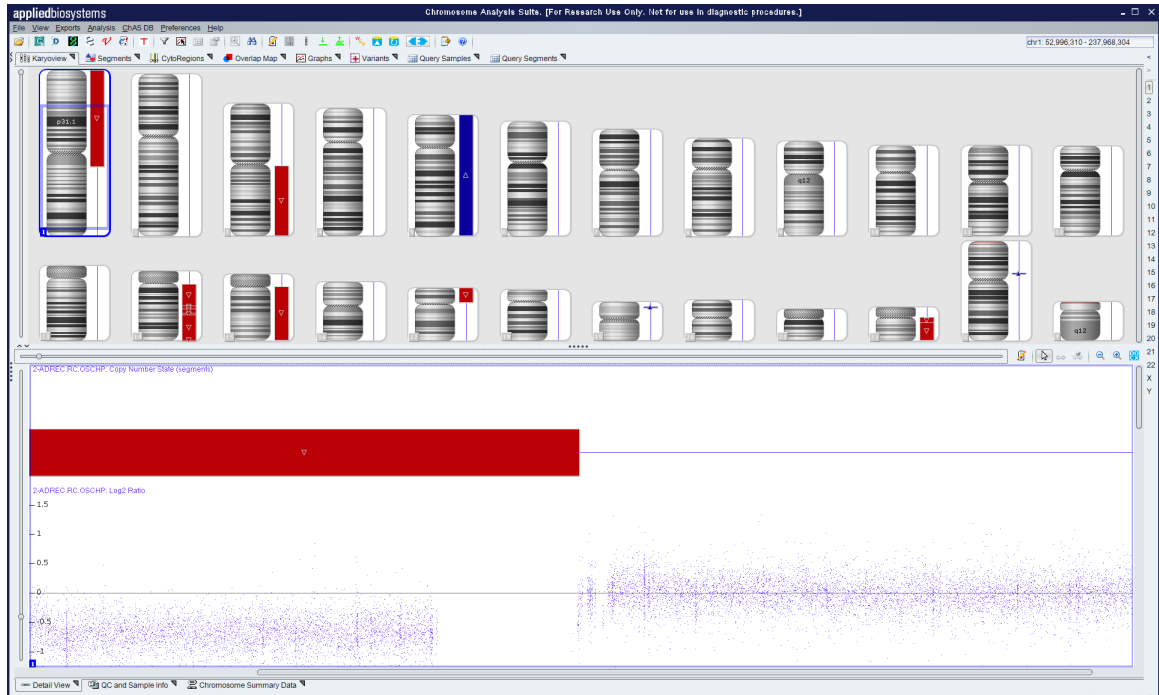 appliedbiosystems
Chromosome Analysis Suite. [For Research Use Only. Not for use in diagnostic procedures.]
File View Exports Analysis ChAS DB Preferences Help
chr1: 52,996,310 - 237,968,304
Karyoview Segments CytoRegions Overlap Map Graphs Variants Query Samples Query Segments
p31.1
q12
1
q12
1
2
3
4
5
6
7
8
9
10
11
12
13
14
15
16
17
18
19
20
21
22
X
Y
2-ADREC.RC.OSCHP: Copy Number State (segments)
2-ADREC.RC.OSCHP: Log2 Ratio
1.5
1
0.5
0
-0.5
-1
1
Detail View QC and Sample Info Chromosome Summary Data